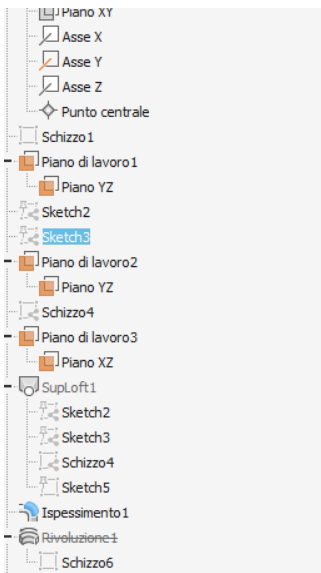 Piano XY
Asse X
Asse Y
Asse Z
Punto centrale
Schizzo1
Piano di lavoro1
Piano YZ
Sketch2
Sketch3
Piano di lavoro2
Piano YZ
Schizzo4
Piano di lavoro3
Piano XZ
SupLoft1
Sketch2
Sketch3
Schizzo4
Sketch5
Ispessimento1
Rivoluzione1
Schizzo6